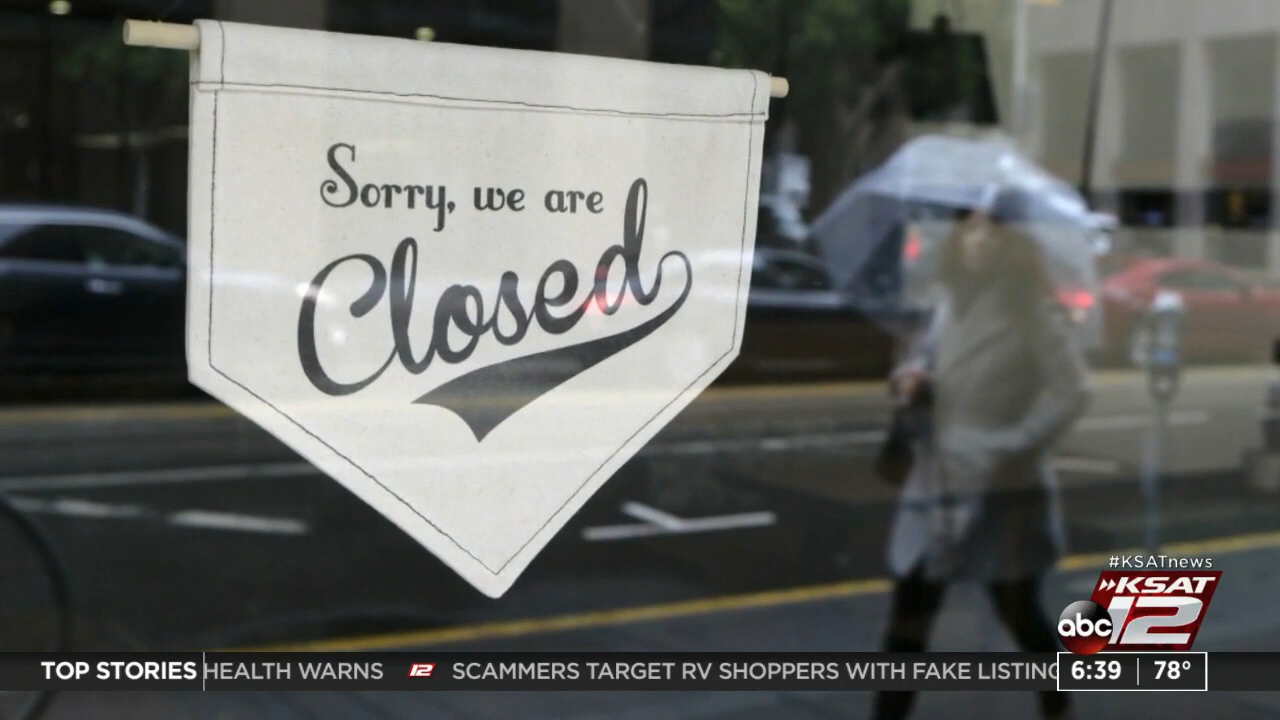 Sorry, we are
Closed
#KSATnews
KSAT
abc 12
TOP STORIES HEALTH WARNS 12 SCAMMERS TARGET RV SHOPPERS WITH FAKE LISTING 6:39 78°